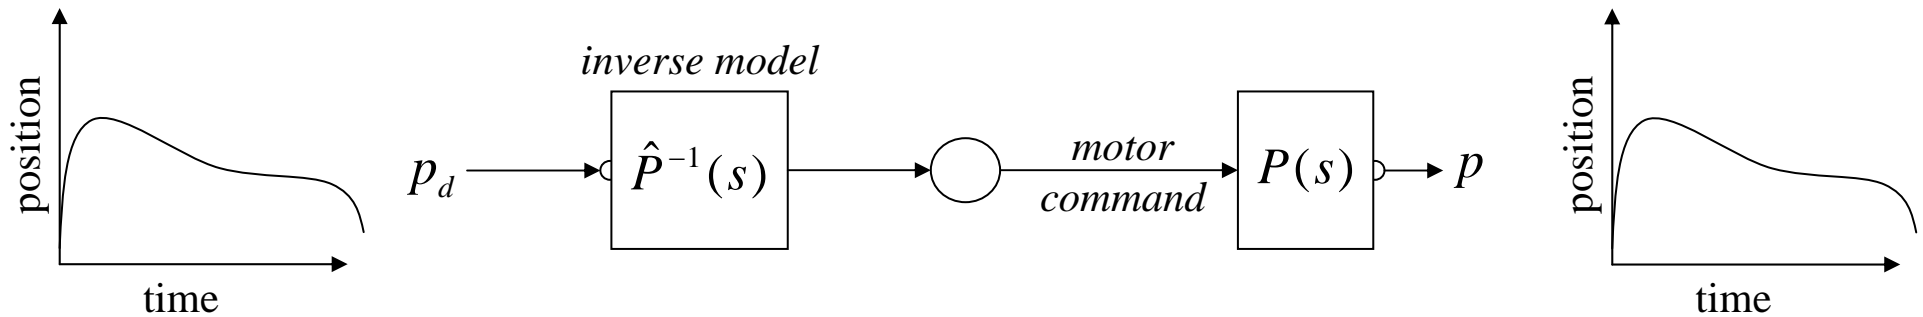 position
time
p_d
inverse model
P̂⁻¹(s)
motor
command
P(s)
p
position
time